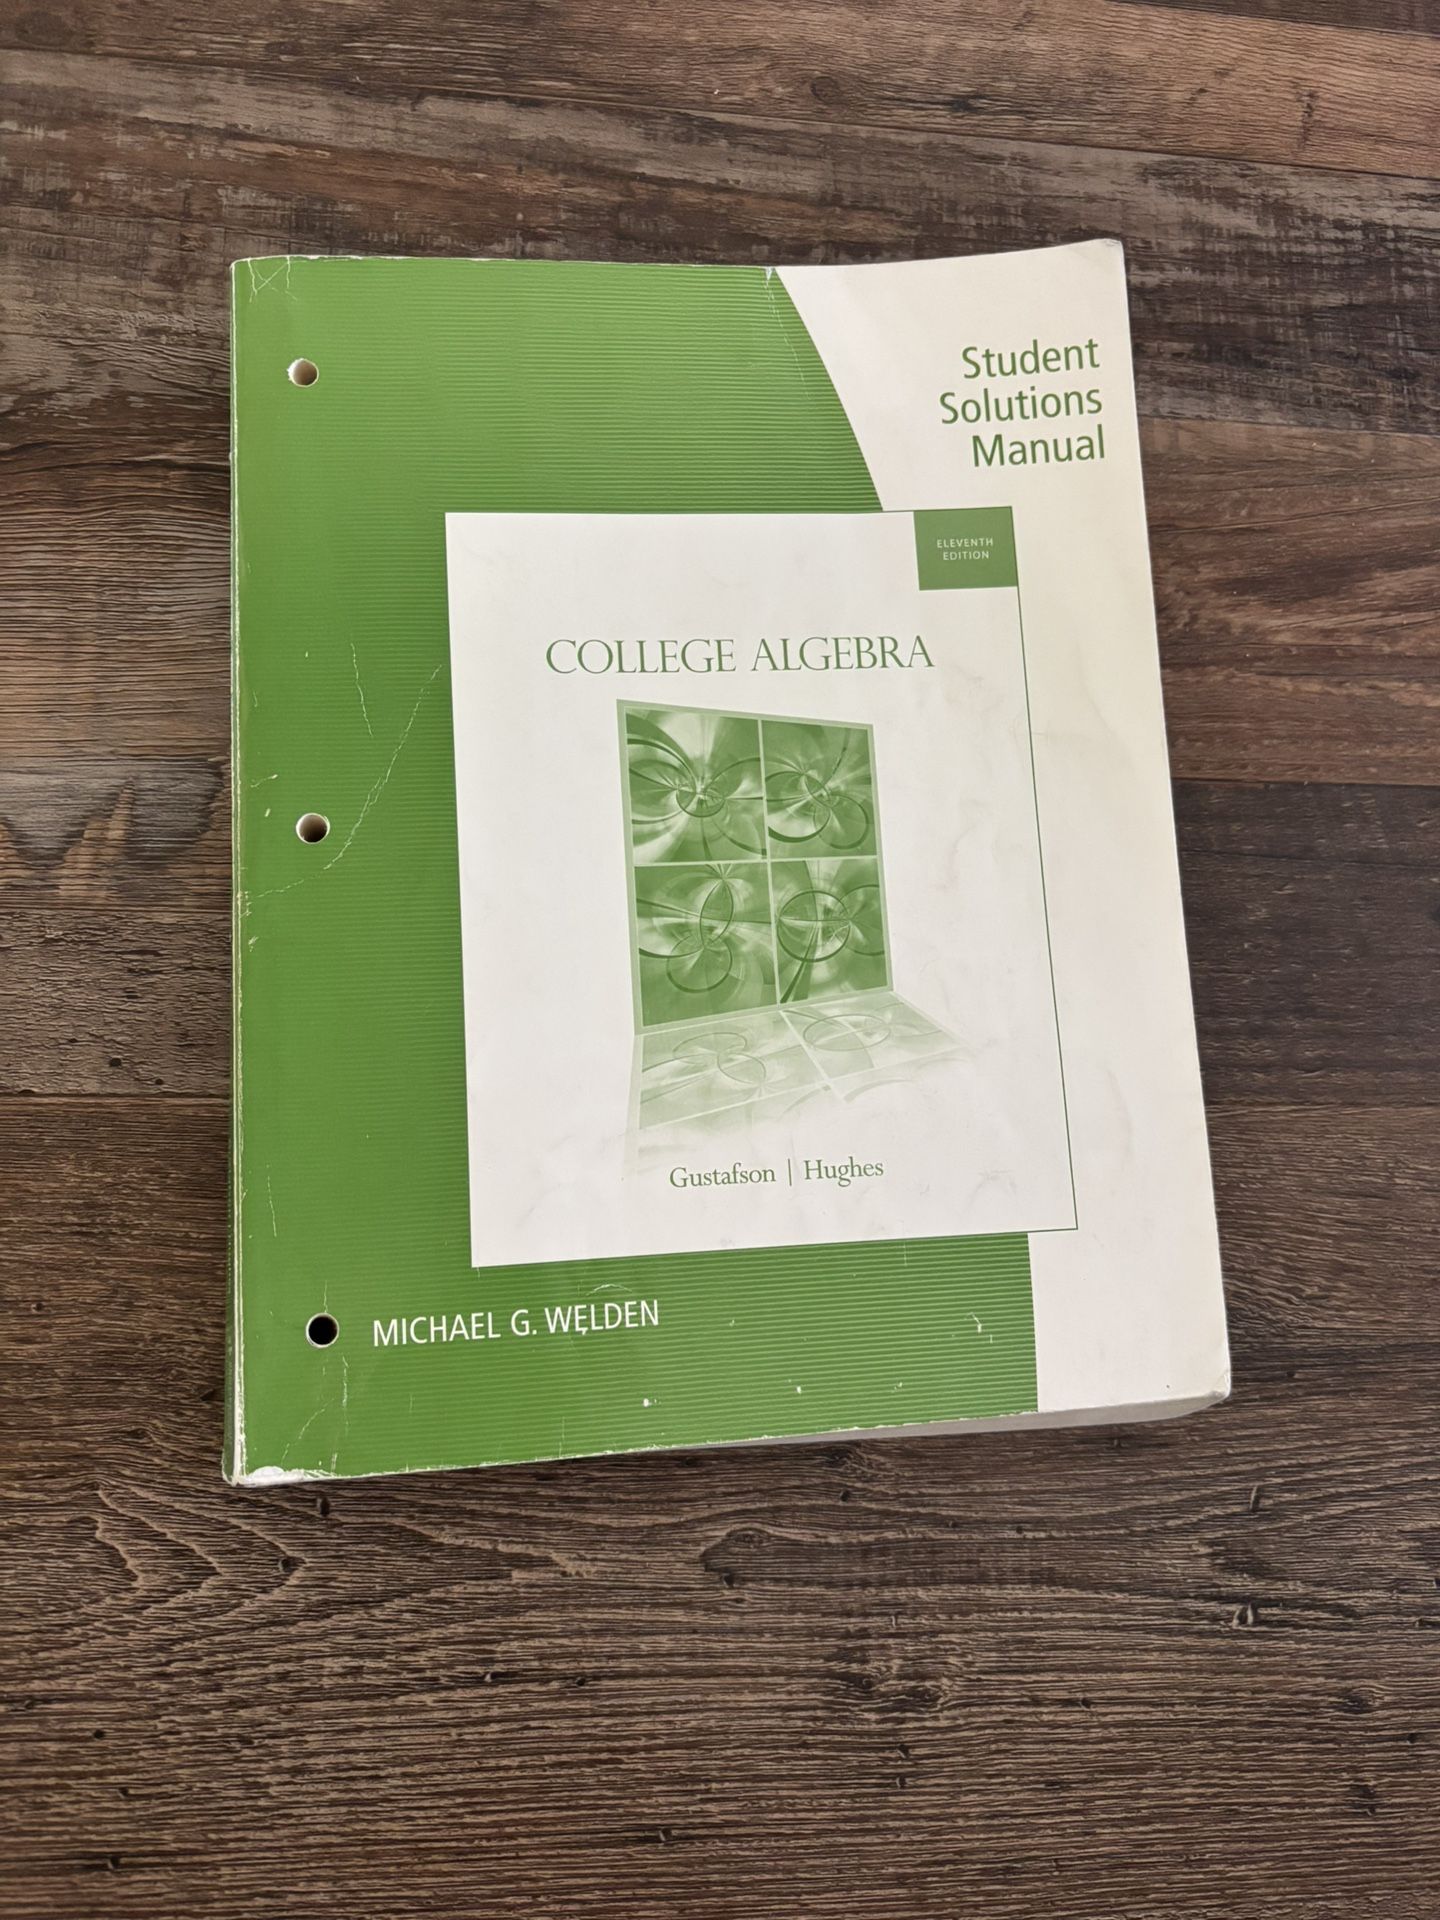 Student
Solutions
Manual
ELEVENTH
EDITION
COLLEGE ALGEBRA
Gustafson | Hughes
MICHAEL G. WELDEN